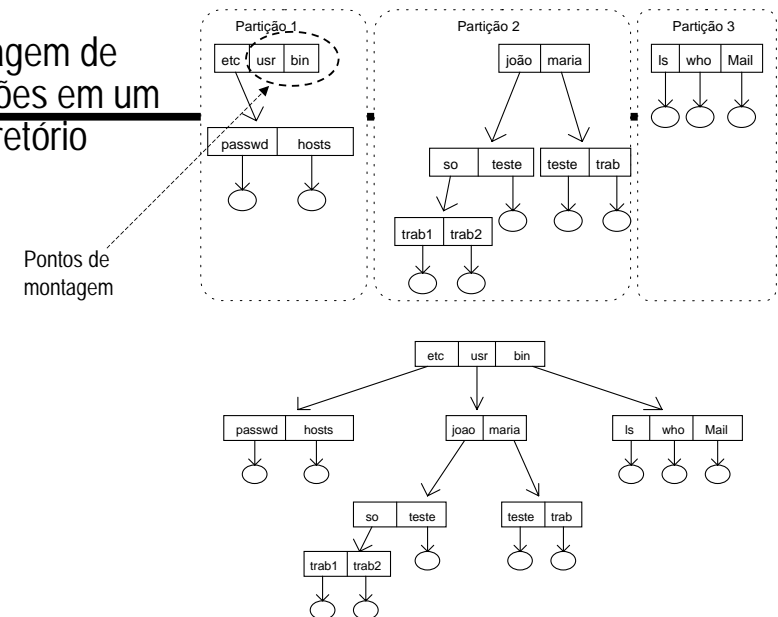 agem de
ões em um
retório
Pontos de
montagem
Partição 1
etc usr bin
passwd hosts
Partição 2
joão maria
so teste teste trab
trab1 trab2
Partição 3
ls who Mail
etc usr bin
passwd hosts joao maria ls who Mail
so teste teste trab
trab1 trab2